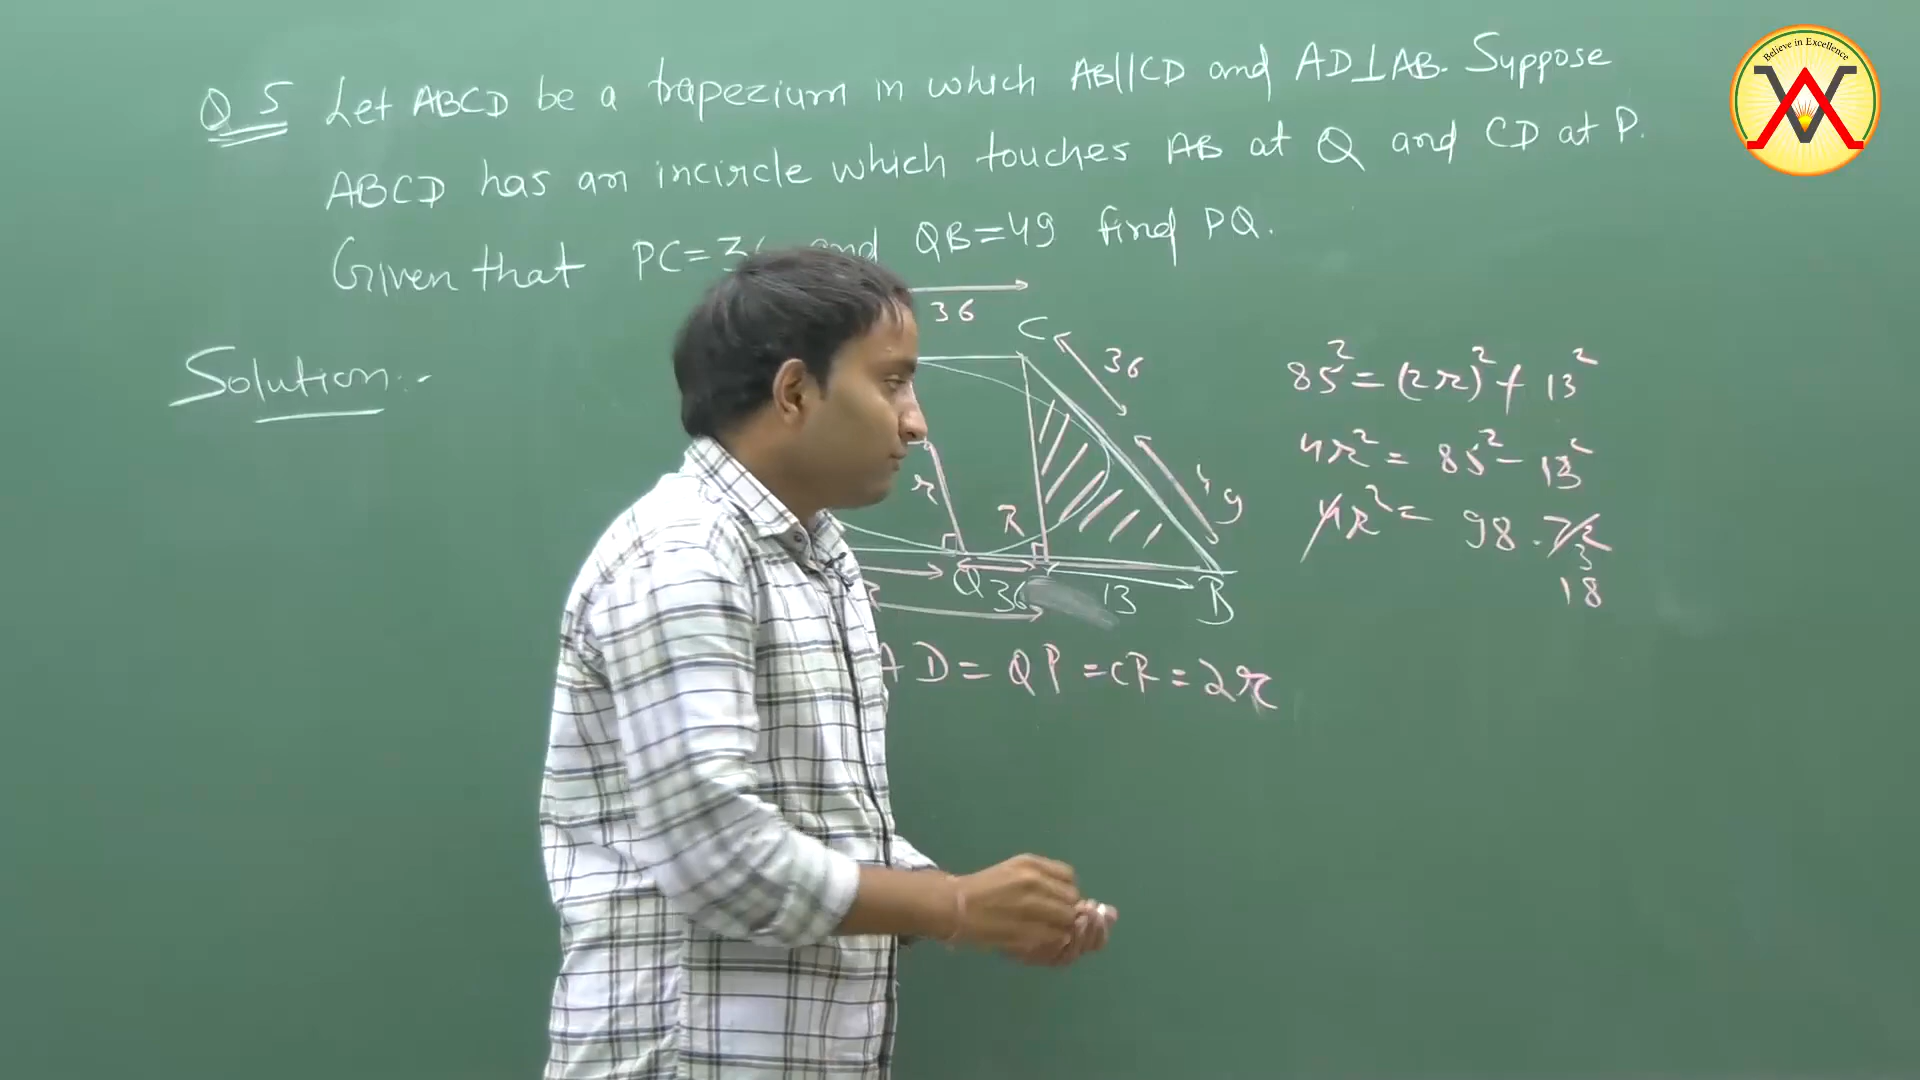 Q 5 Let ABCD be a trapezium in which AB||CD and AD⊥AB. Suppose
ABCD has an incircle which touches AB at Q and CD at P.
Given that PC=3 and QB=49 find PQ.
Solution:-
36
C
36
49
r
R
Q
36
13
B
AD = QP = CR = 2r
85² = (2r)² + 13²
4r² = 85² - 13²
4r² = 98 . 72
18
Believe in Excellence